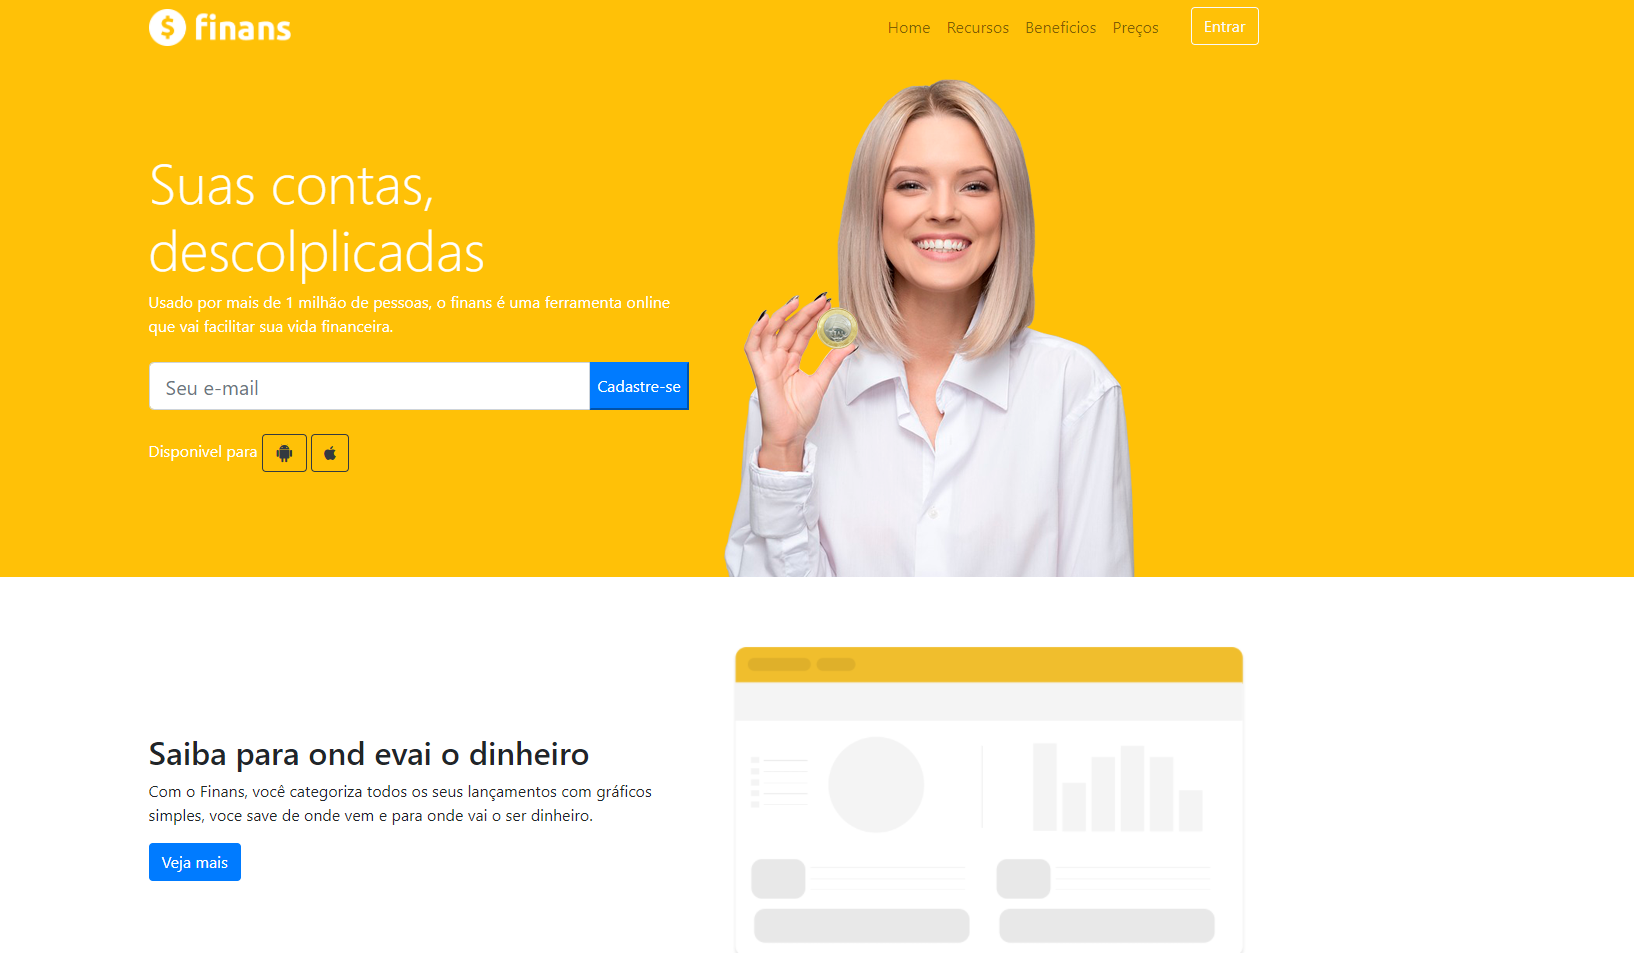 finans
Home Recursos Beneficios Preços Entrar
Suas contas,
descolplicadas
Usado por mais de 1 milhão de pessoas, o finans é uma ferramenta online
que vai facilitar sua vida financeira.
Seu e-mail Cadastre-se
Disponivel para
Saiba para ond evai o dinheiro
Com o Finans, você categoriza todos os seus lançamentos com gráficos
simples, voce save de onde vem e para onde vai o ser dinheiro.
Veja mais